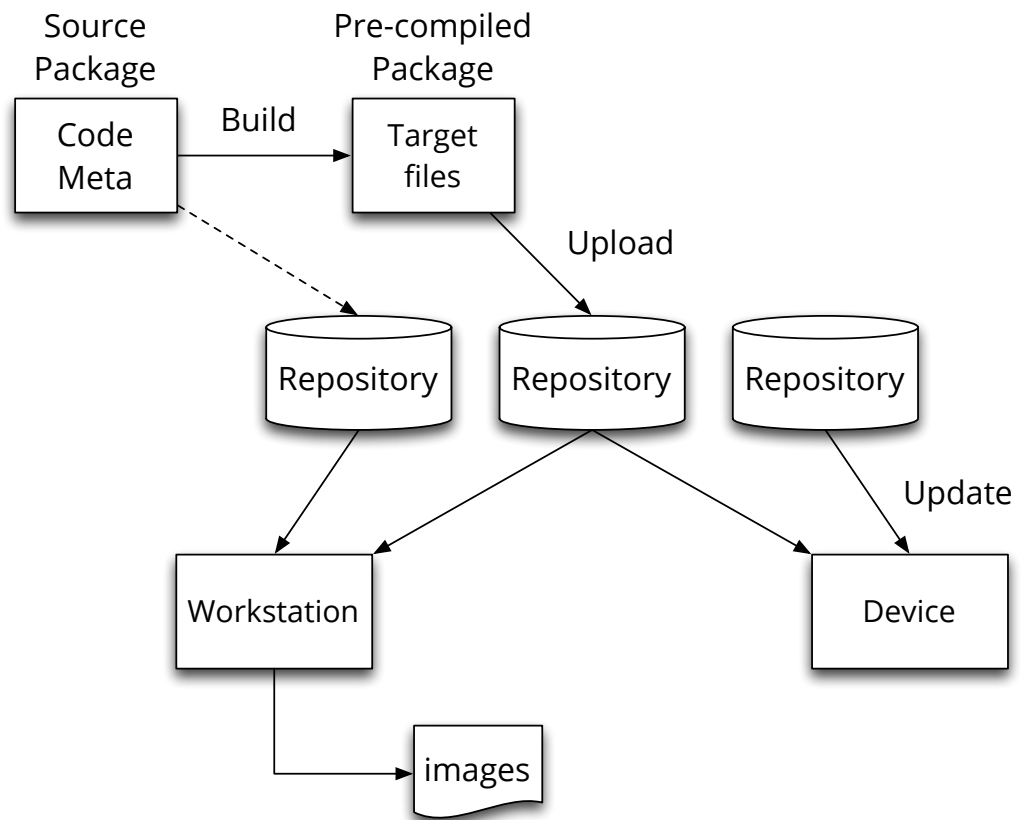 Source
Package
Pre-compiled
Package
Code
Meta
Build
Target
files
Upload
Repository
Repository
Repository
Update
Workstation
Device
images